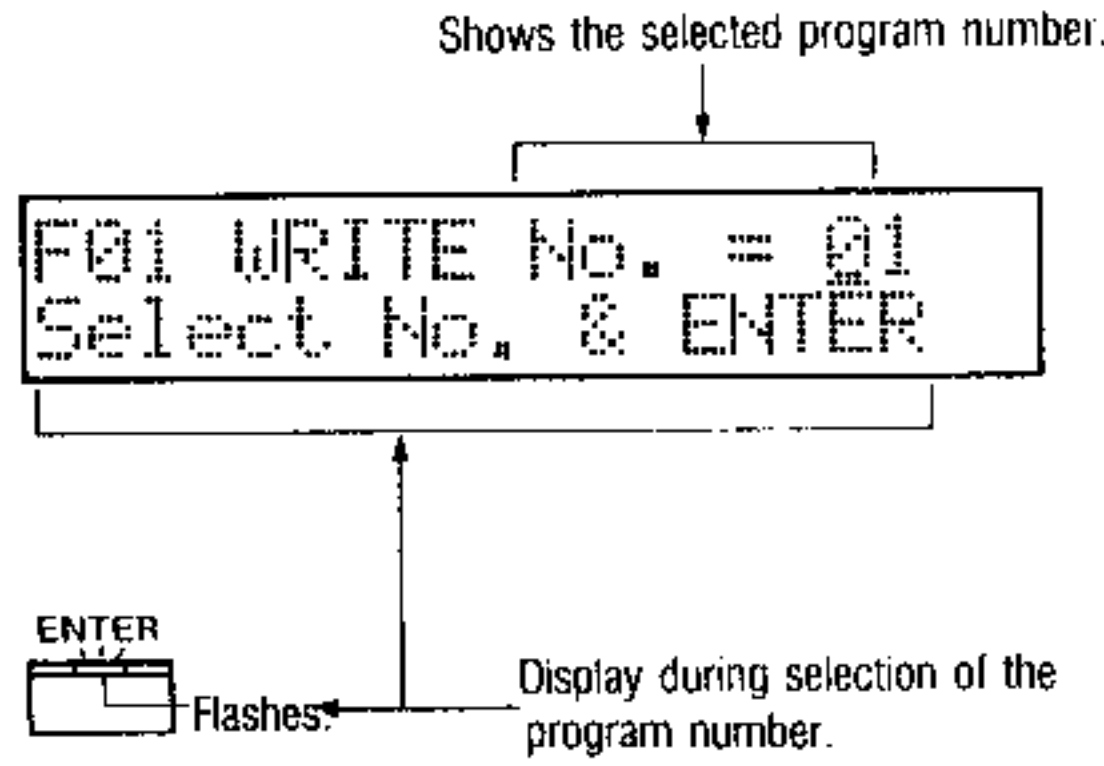 Shows the selected program number.
F01 WRITE No. = 01
Select No. & ENTER
ENTER
Flashes.
Display during selection of the
program number.